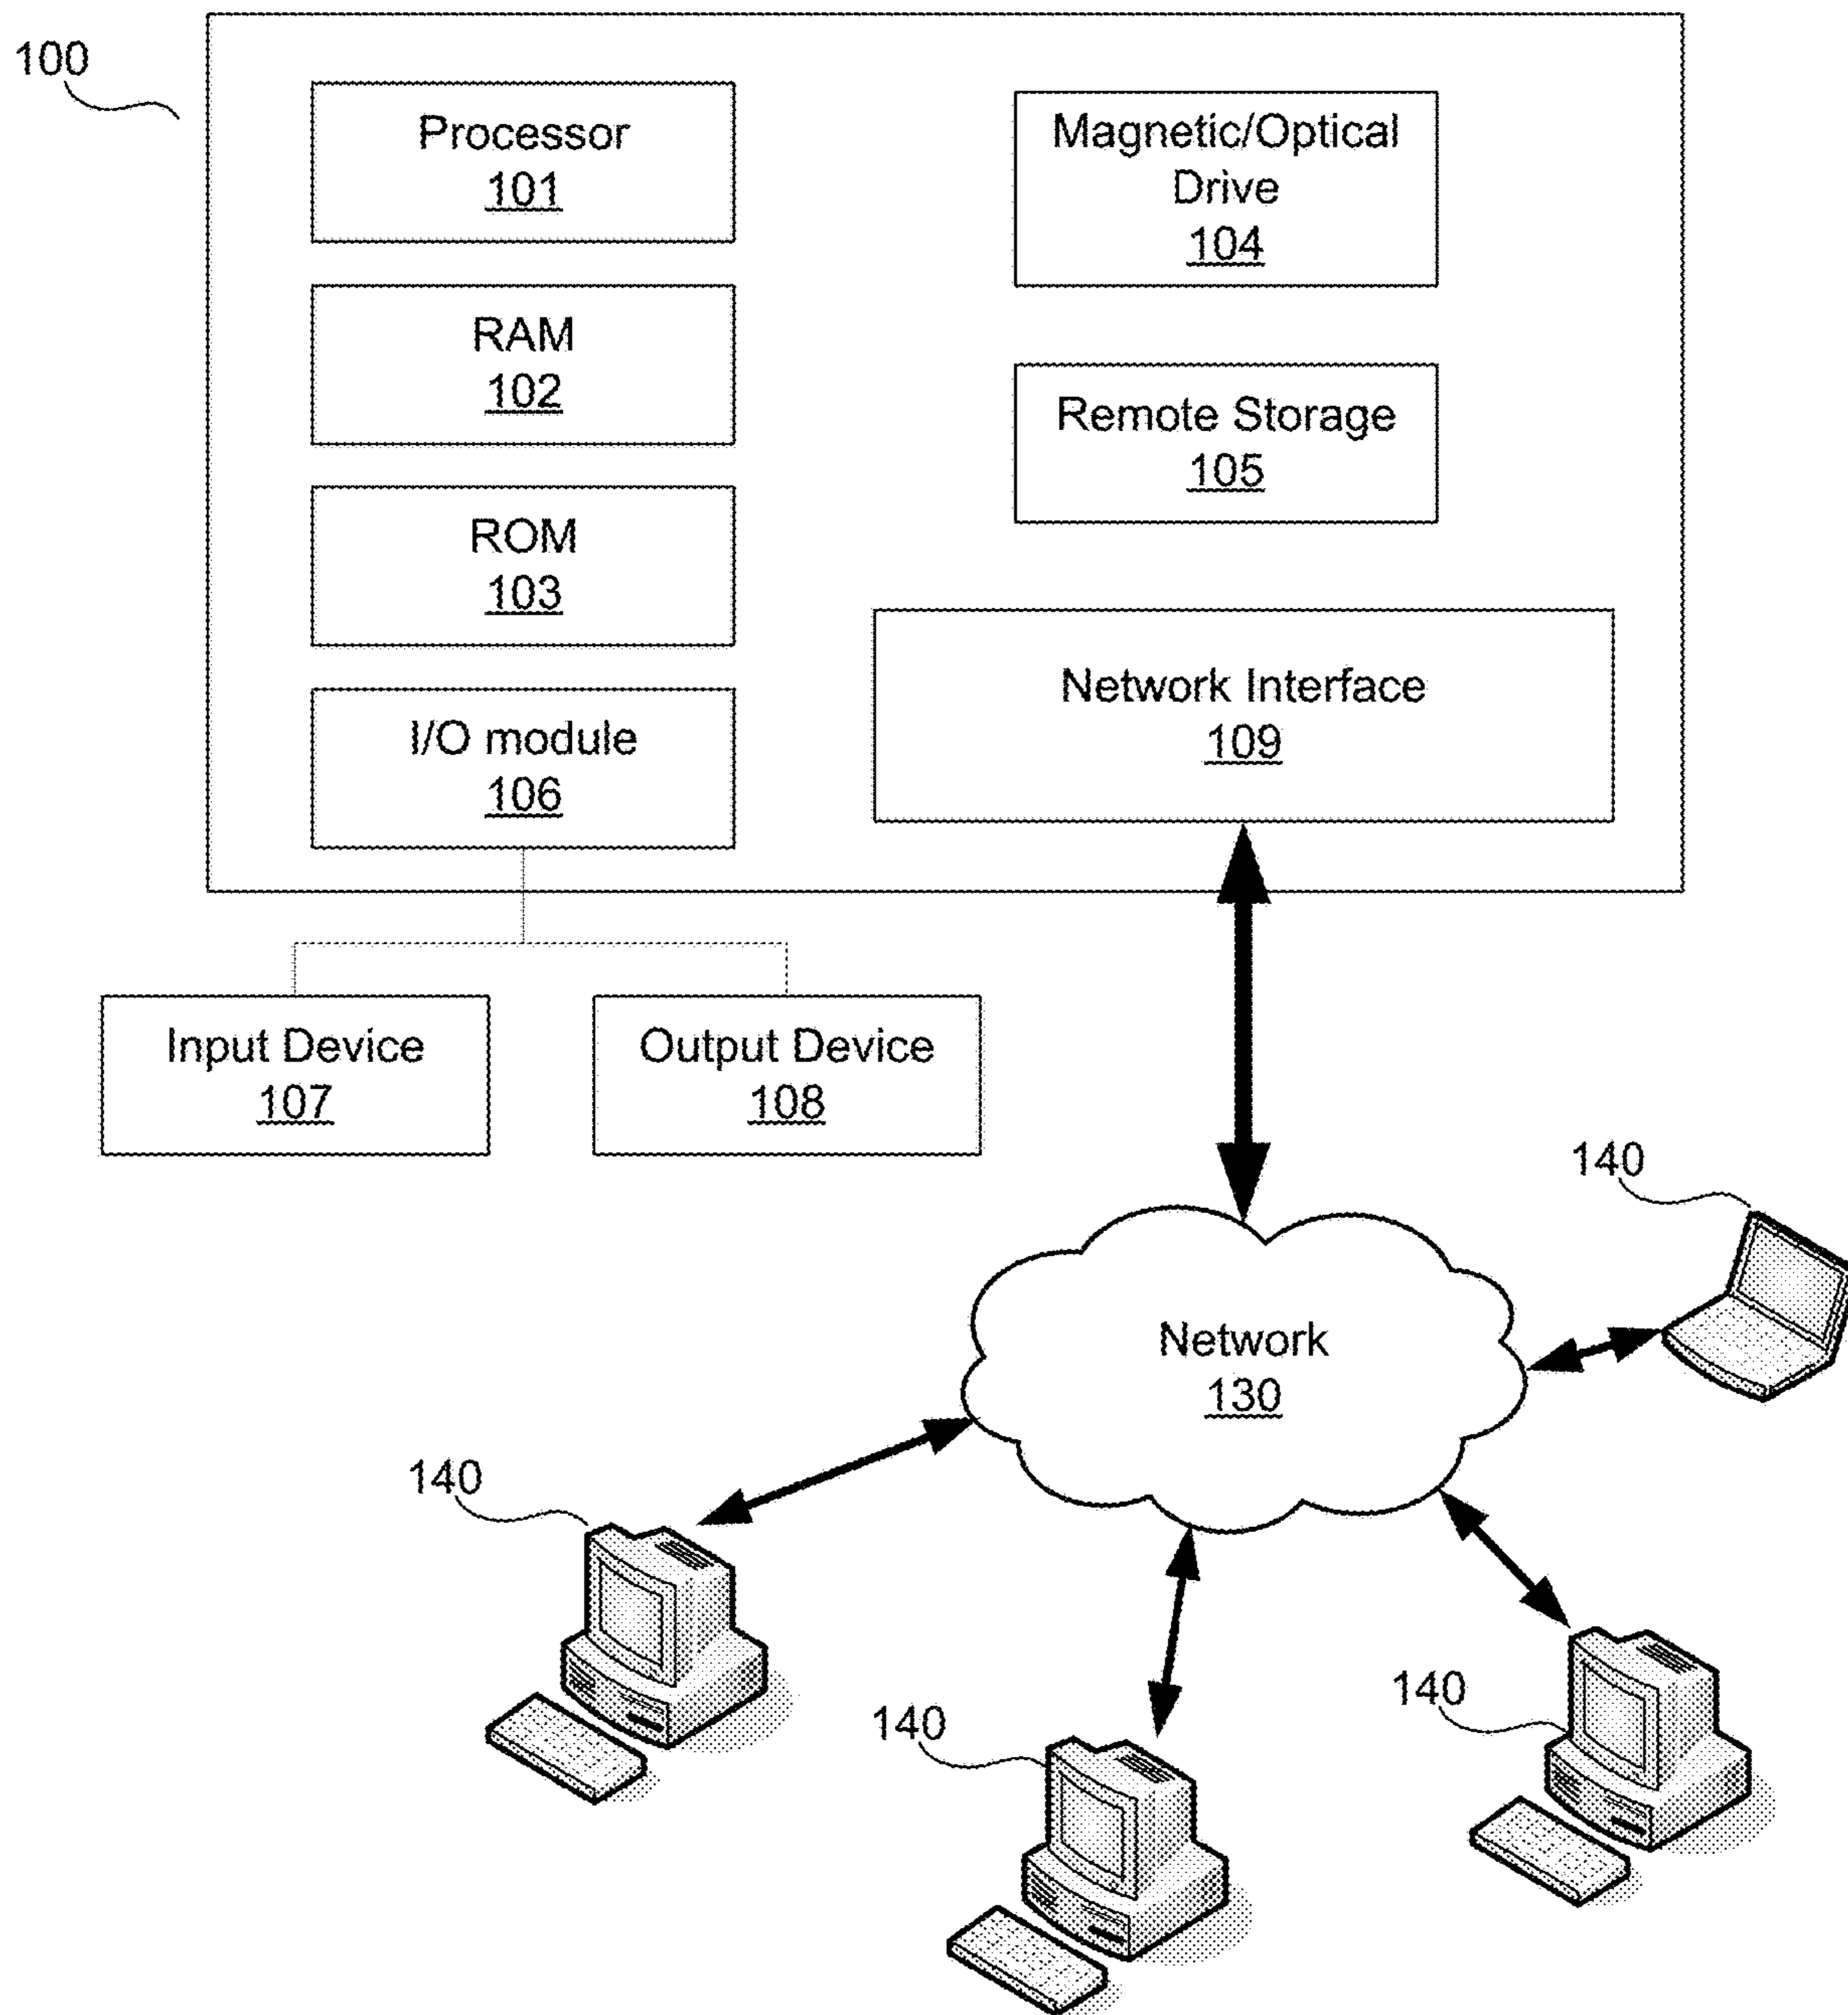 100
Processor
101
Magnetic/Optical
Drive
104
RAM
102
Remote Storage
105
ROM
103
Network Interface
109
I/O module
106
Input Device
107
Output Device
108
140
Network
130
140
140
140